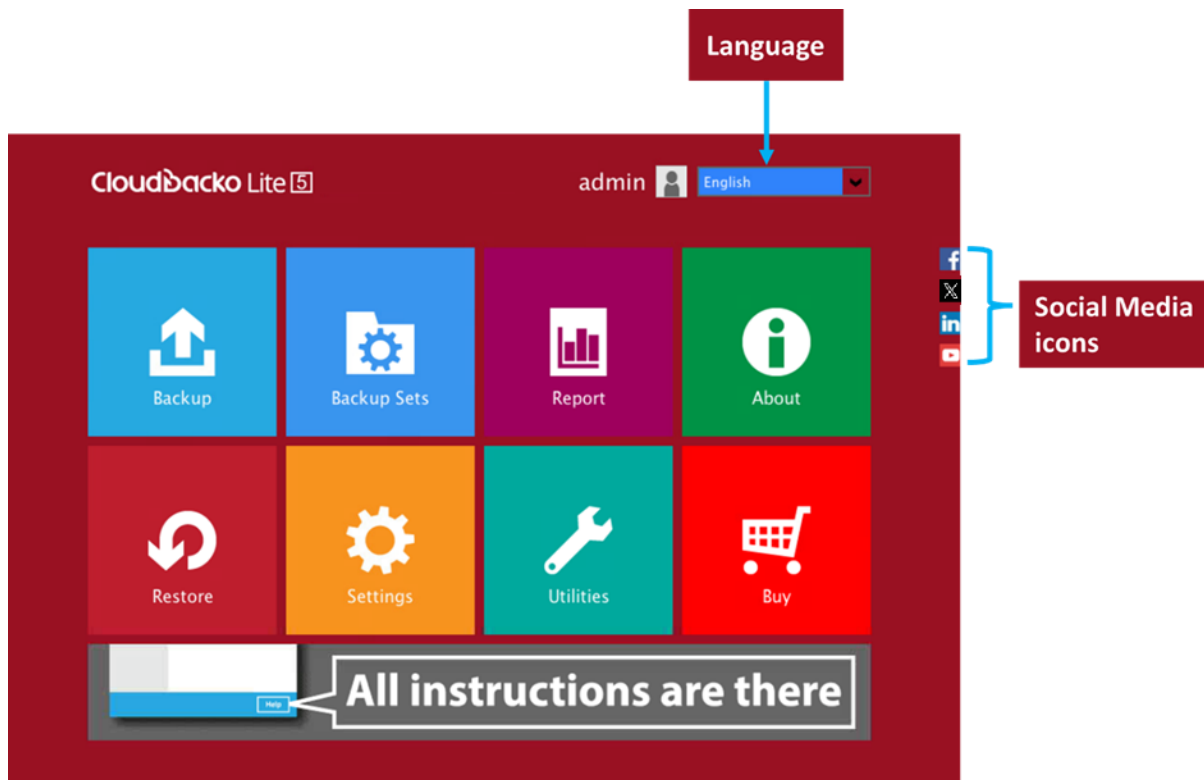 Language
Cloudbacko Lite 5
admin
English
Backup
Backup Sets
Report
About
Social Media
icons
Restore
Settings
Utilities
Buy
Help
All instructions are there